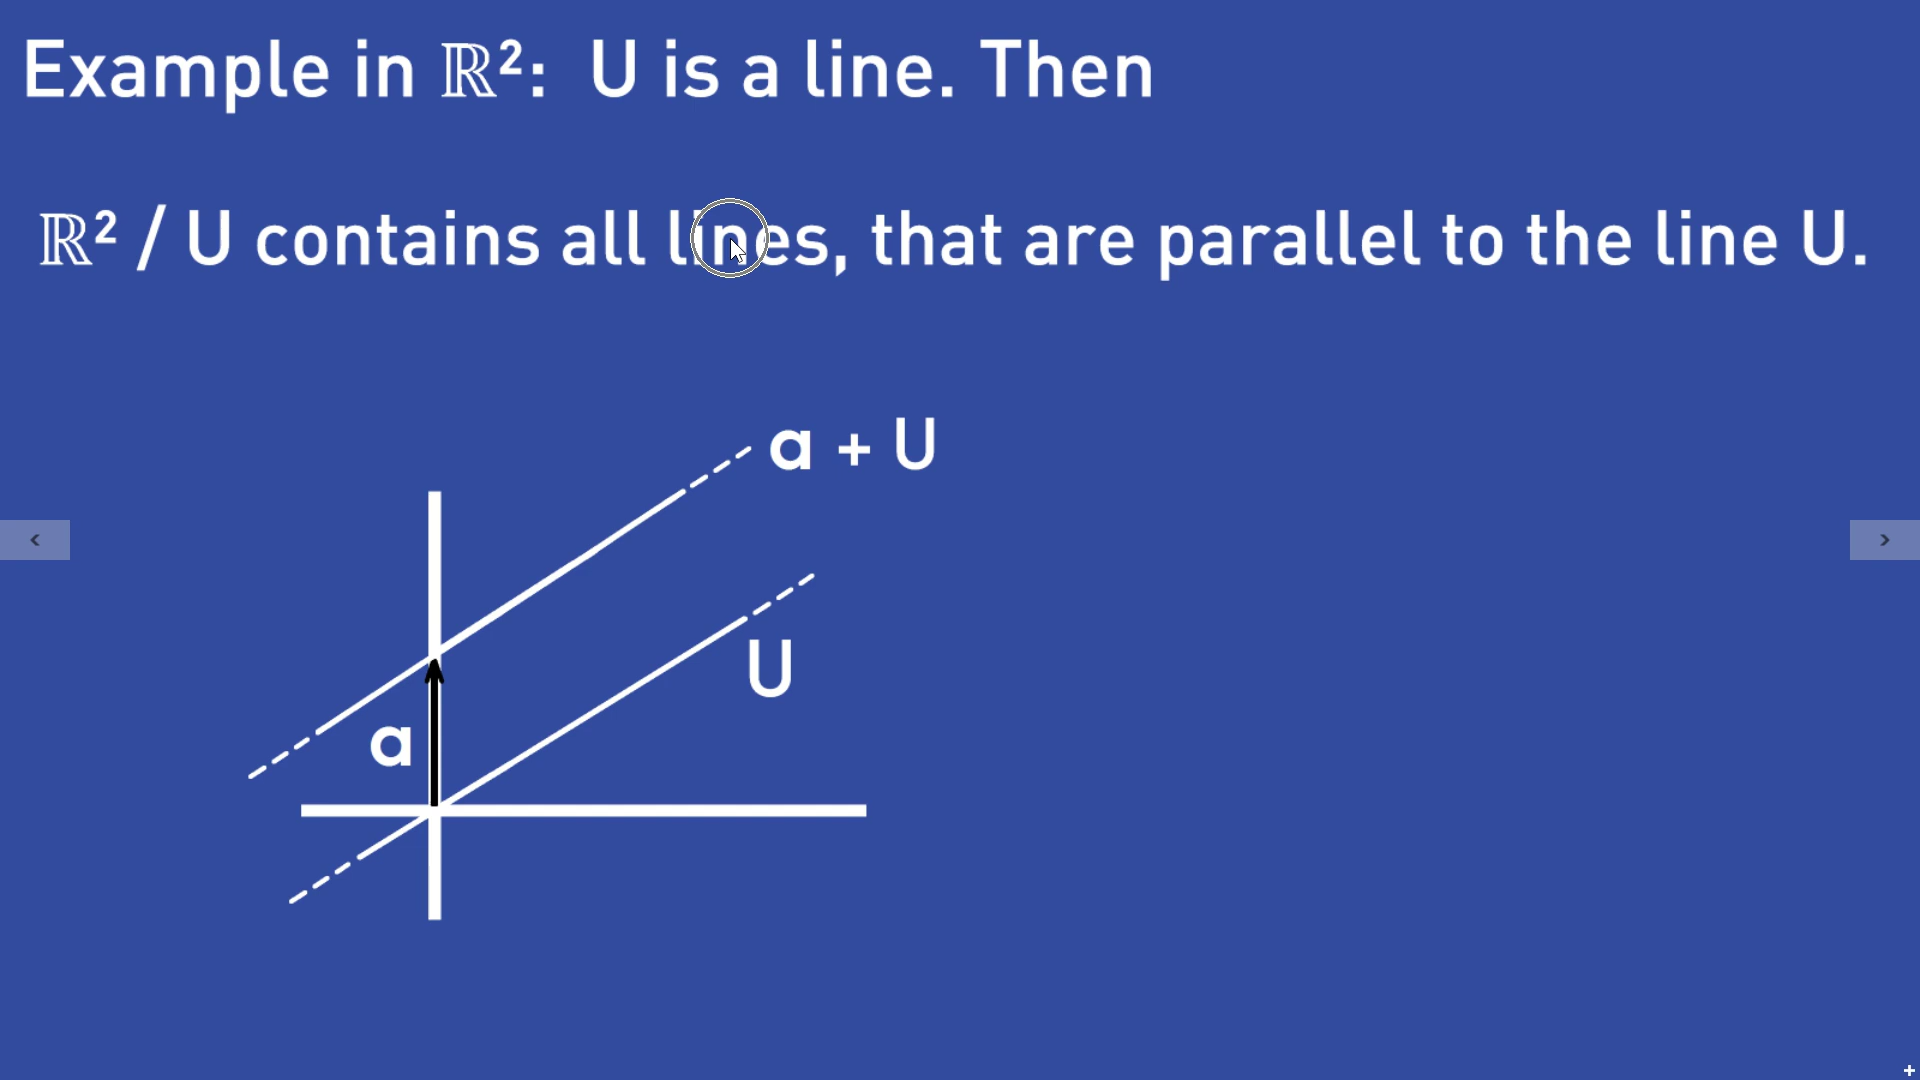 Example in ℝ²: U is a line. Then
ℝ² / U contains all lines, that are parallel to the line U.
a + U
U
a
<
>
+